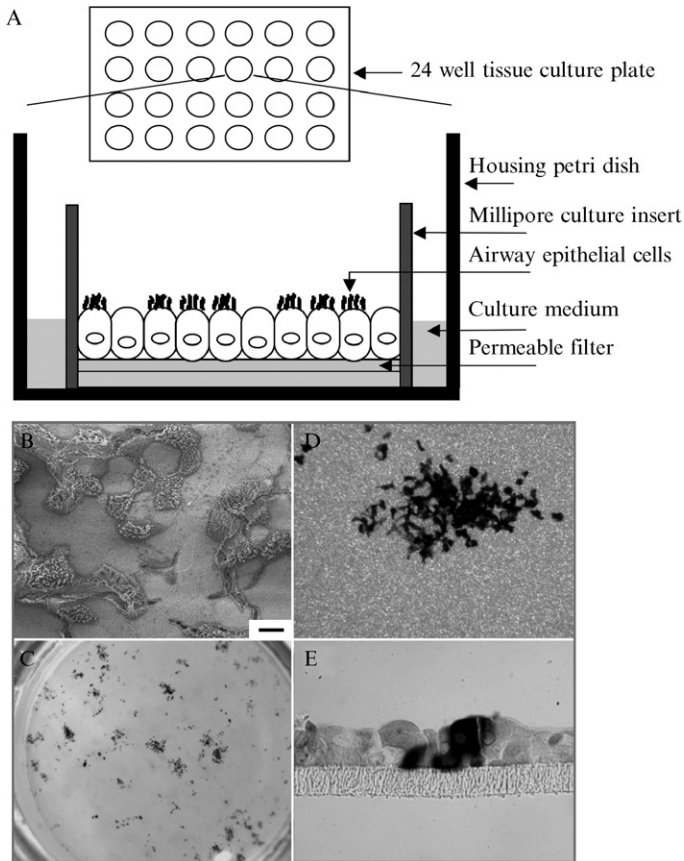 A
24 well tissue culture plate
Housing petri dish
Millipore culture insert
Airway epithelial cells
Culture medium
Permeable filter
B
D
C
E